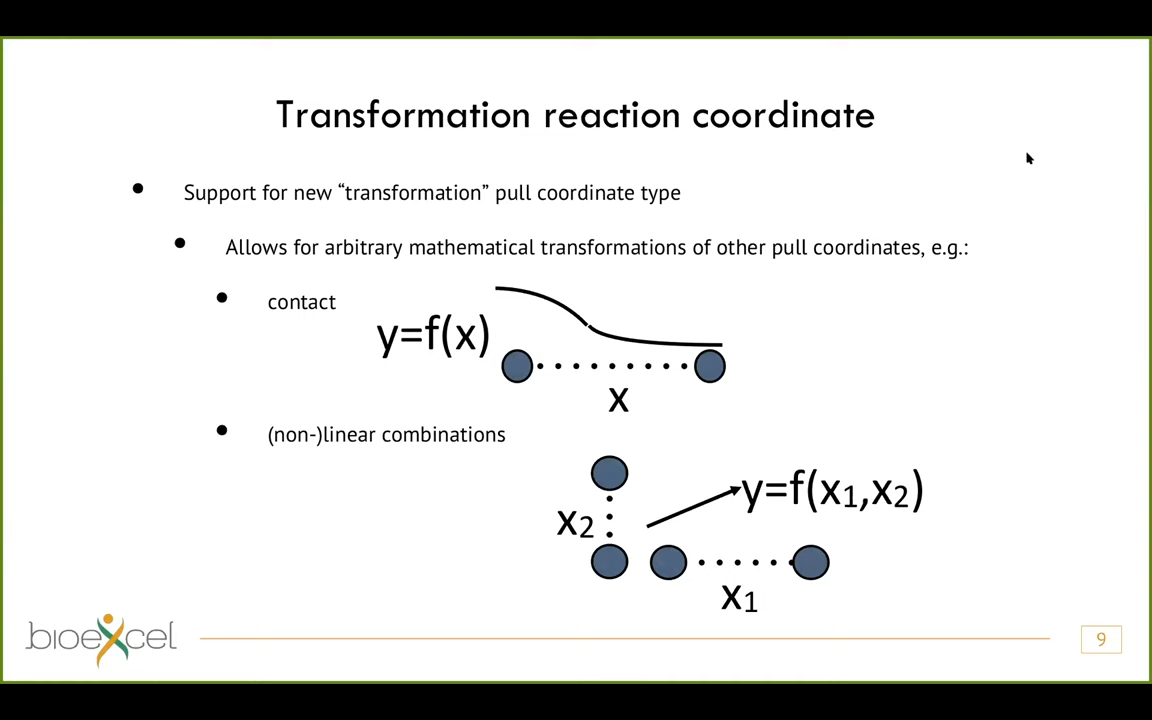 Transformation reaction coordinate
Support for new “transformation” pull coordinate type
Allows for arbitrary mathematical transformations of other pull coordinates, e.g.:
contact
y=f(x)
x
(non-)linear combinations
y=f(x1,x2)
x2
x1
bioexcel
9